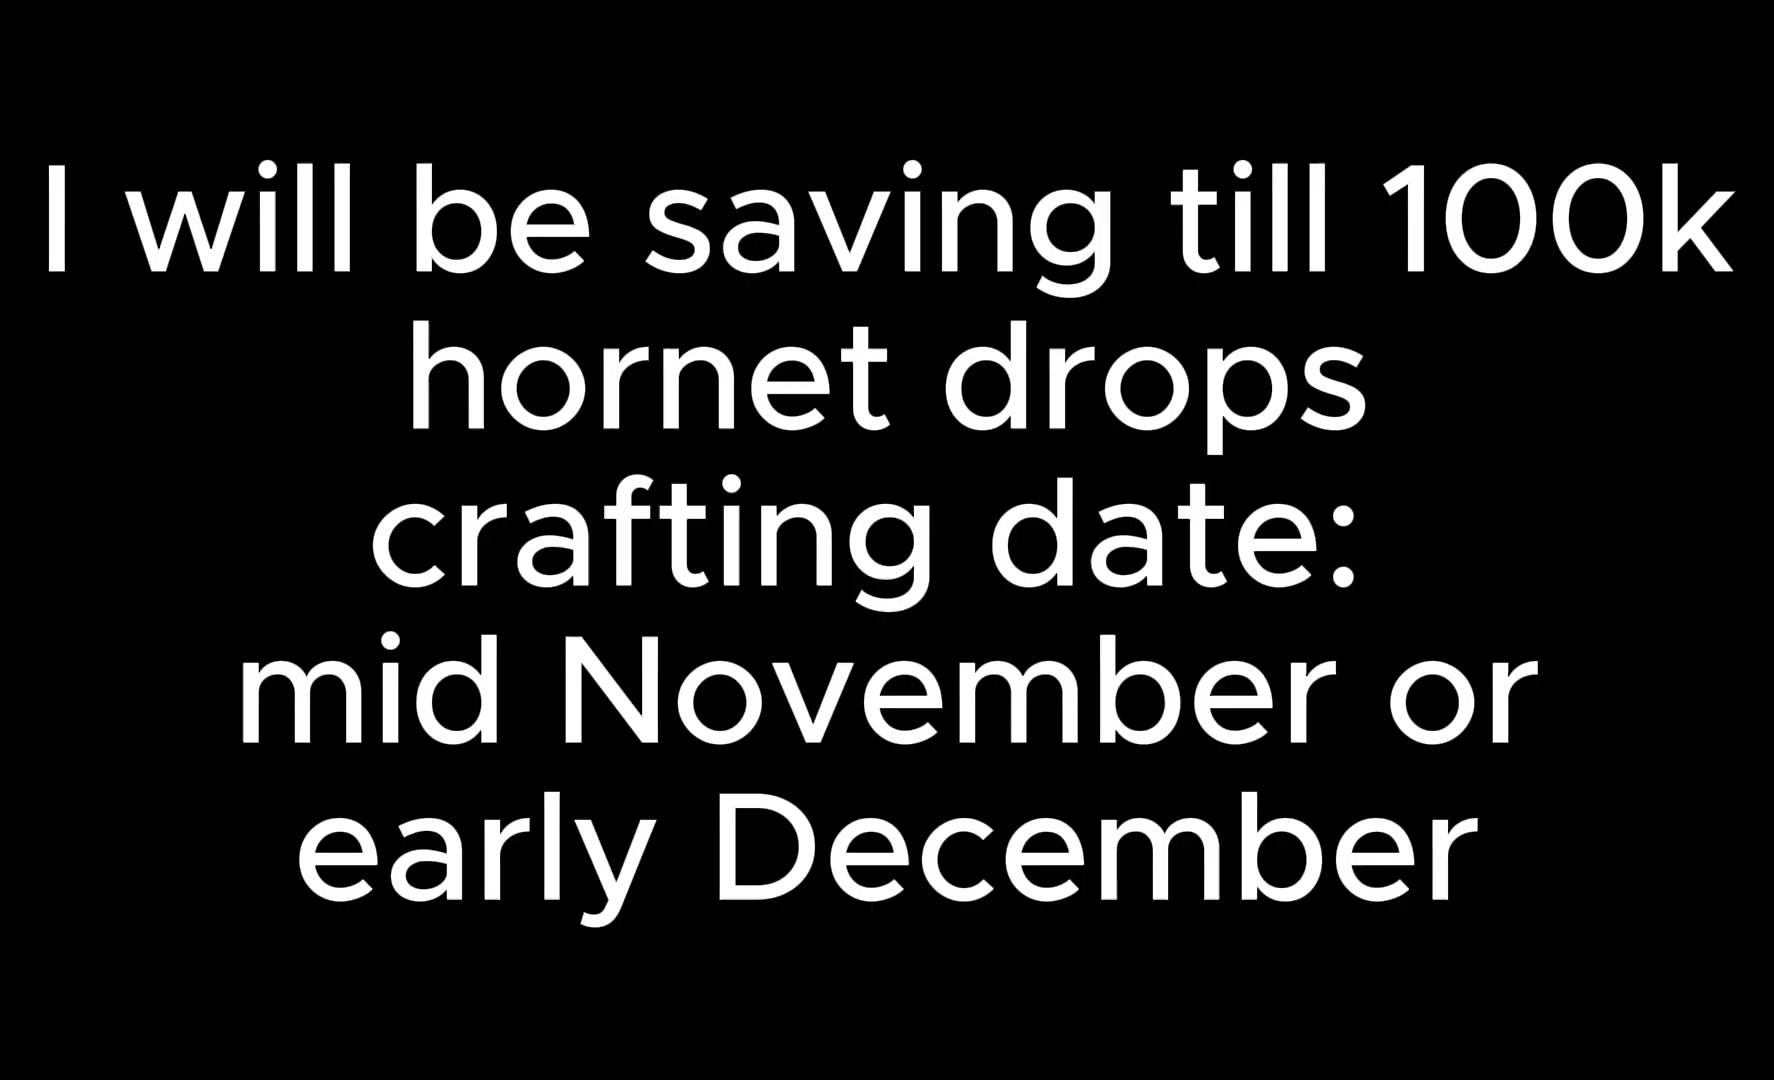 I will be saving till 100k
hornet drops
crafting date:
mid November or
early December